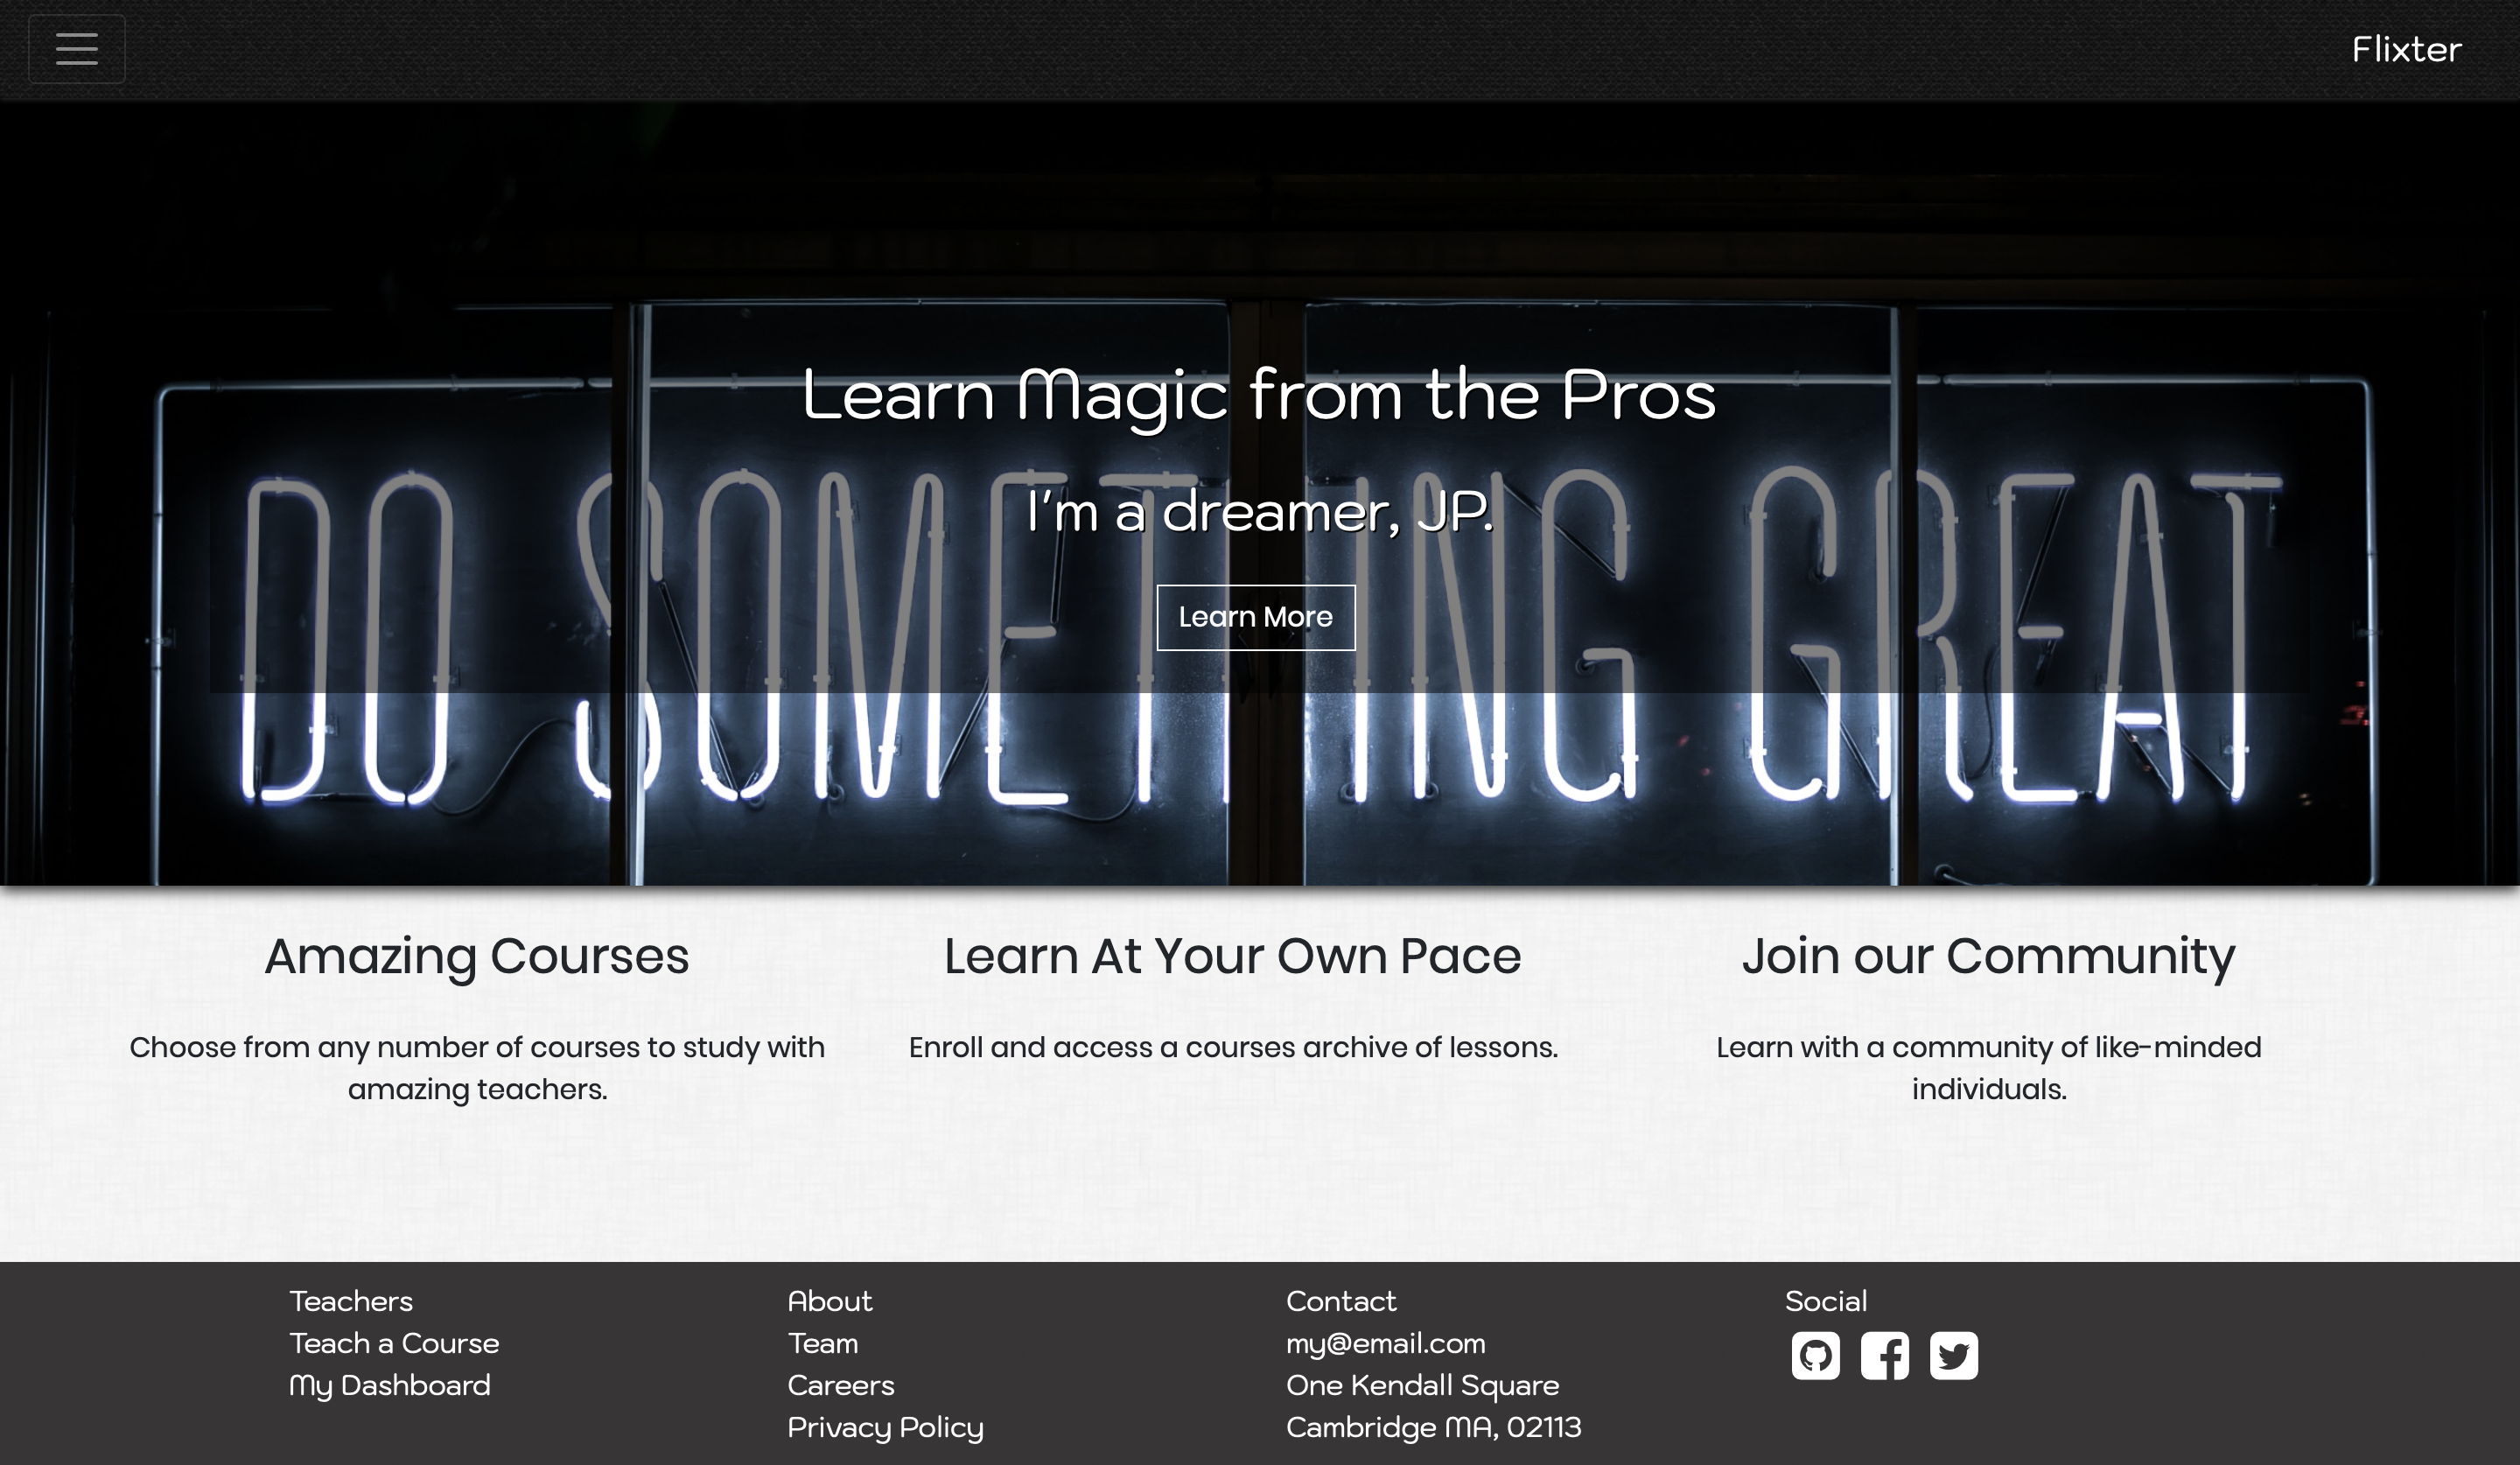 Flixter
Learn Magic from the Pros
I'm a dreamer, JP.
DO SOMET ING GREAT
Learn More
Amazing Courses
Choose from any number of courses to study with
amazing teachers.
Learn At Your Own Pace
Enroll and access a courses archive of lessons.
Join our Community
Learn with a community of like-minded
individuals.
Teachers
Teach a Course
My Dashboard
About
Team
Careers
Privacy Policy
Contact
my@email.com
One Kendall Square
Cambridge MA, 02113
Social